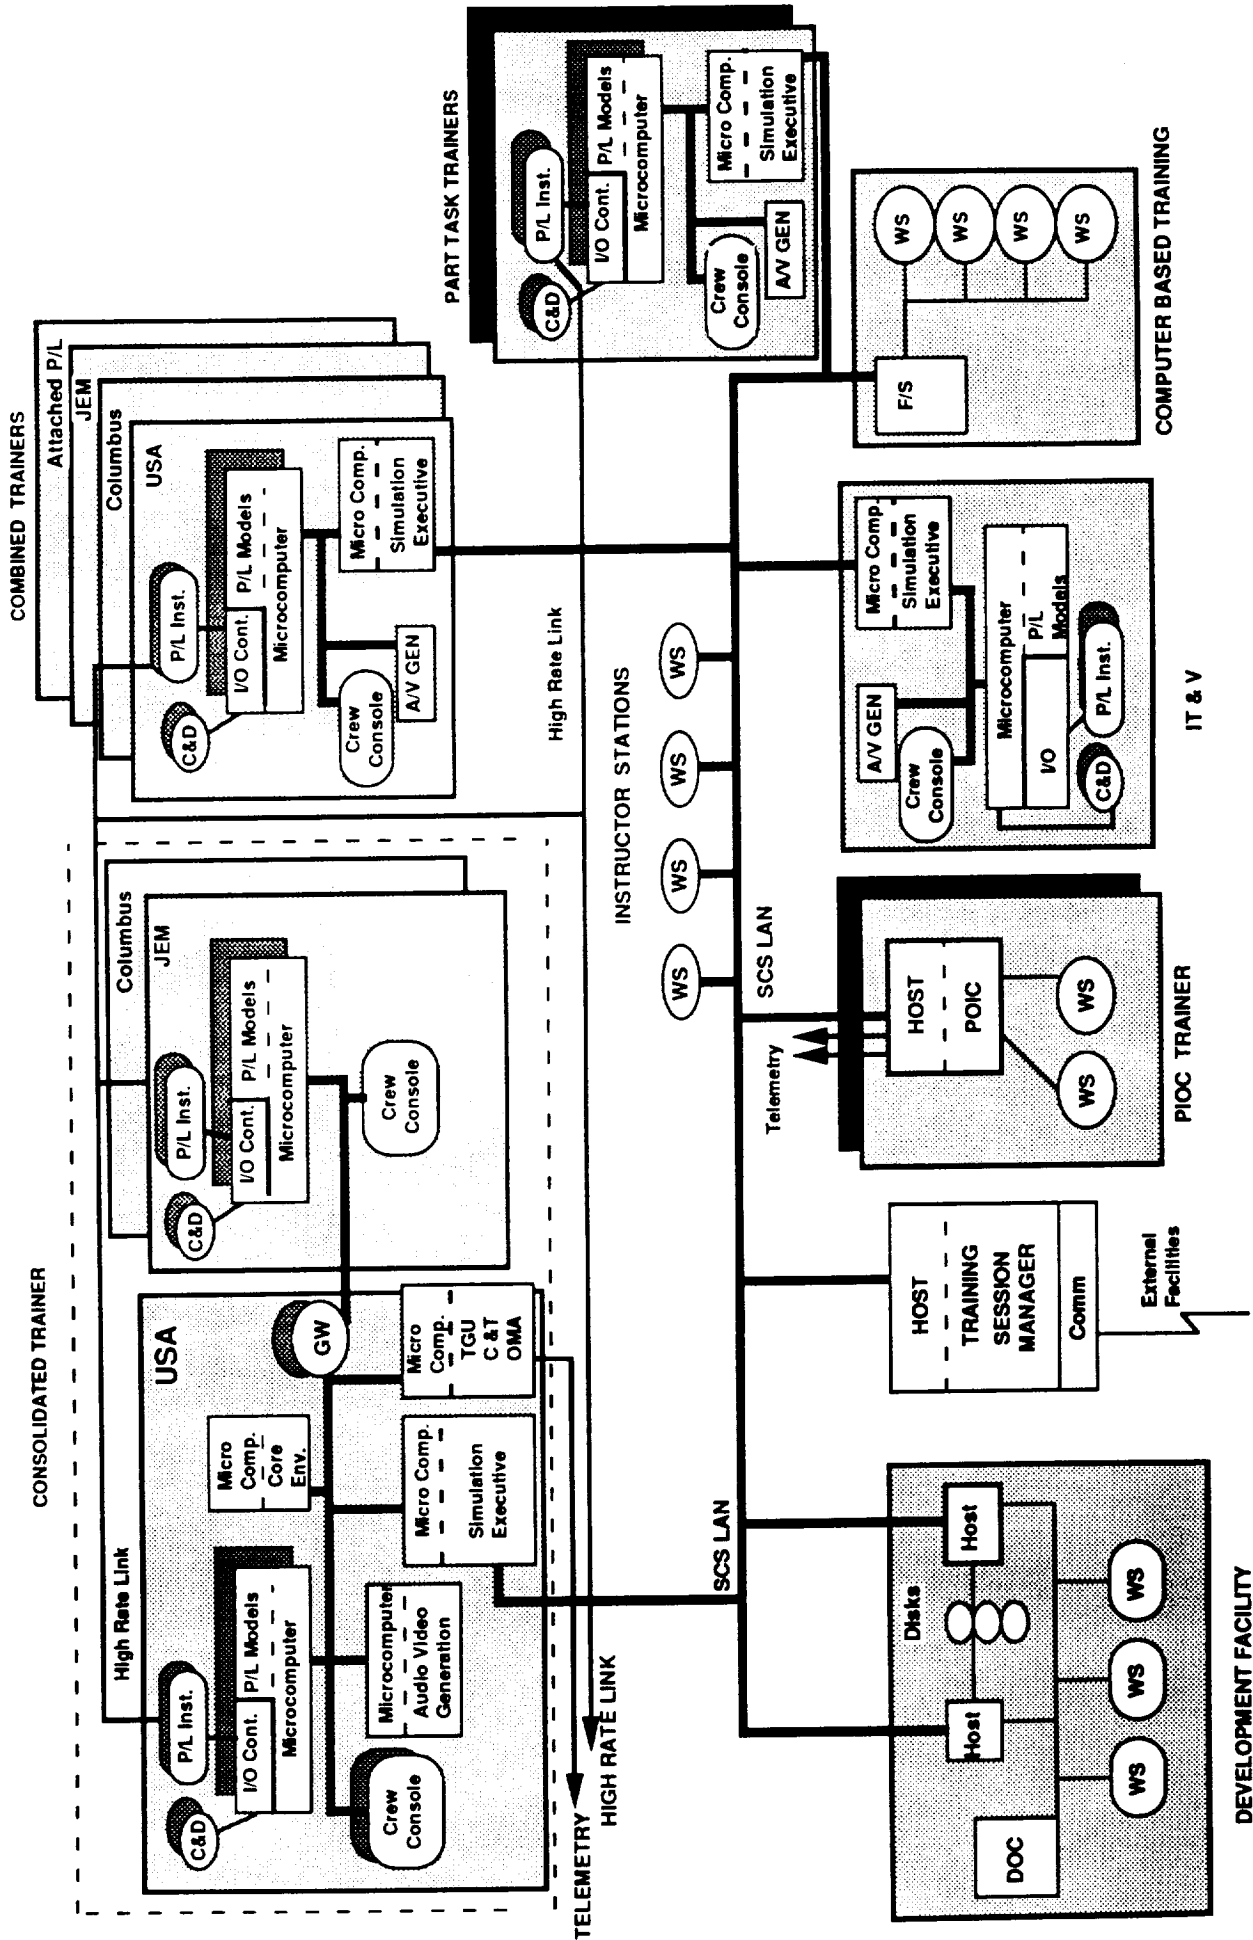 CONSOLIDATED TRAINER
High Rate Link
USA
P/L Inst.
C&D
I/O Cont.
P/L Models
Microcomputer
Micro
Comp.
Core
Env.
GW
Crew
Console
Microcomputer
Audio Video
Generation
Micro Comp.
Simulation
Executive
Micro
Comp.
TGU
C & T
OMA
Columbus
JEM
P/L Inst.
C&D
I/O Cont.
P/L Models
Microcomputer
Crew
Console
COMBINED TRAINERS
Attached P/L
JEM
Columbus
USA
P/L Inst.
C&D
I/O Cont.
P/L Models
Microcomputer
Crew
Console
A/V GEN
Micro Comp.
Simulation
Executive
PART TASK TRAINERS
P/L Inst.
C&D
I/O Cont.
P/L Models
Microcomputer
Crew
Console
A/V GEN
Micro Comp.
Simulation
Executive
High Rate Link
TELEMETRY
HIGH RATE LINK
INSTRUCTOR STATIONS
WS
WS
WS
WS
SCS LAN
SCS LAN
Disks
Host
Host
DOC
WS
WS
WS
DEVELOPMENT FACILITY
HOST
TRAINING
SESSION
MANAGER
Comm
External
Facilities
Telemetry
HOST
POIC
WS
WS
PIOC TRAINER
A/V GEN
Crew
Console
Micro Comp.
Simulation
Executive
Microcomputer
I/O
P/L
Models
C&D
P/L Inst.
IT & V
F/S
WS
WS
WS
WS
COMPUTER BASED TRAINING